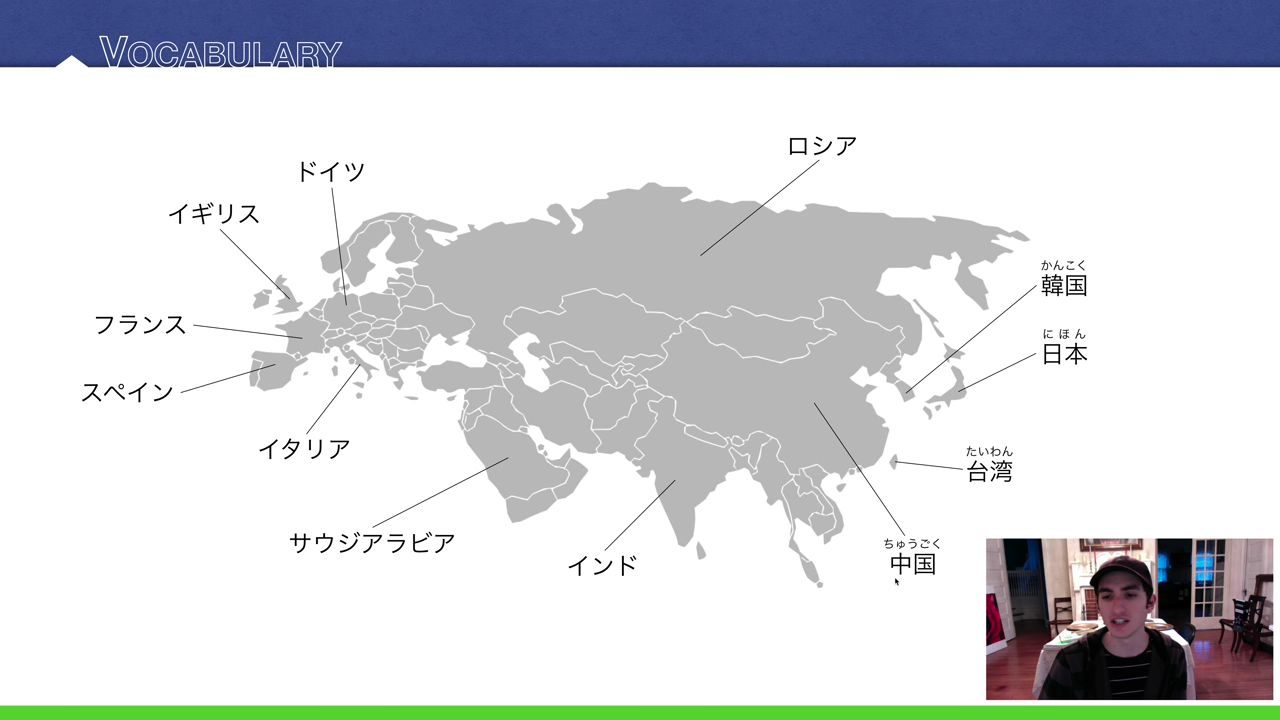 VOCABULARY
ロシア
ドイツ
イギリス
かんこく
韓国
フランス
にほん
日本
スペイン
イタリア
たいわん
台湾
サウジアラビア
インド
ちゅうごく
中国